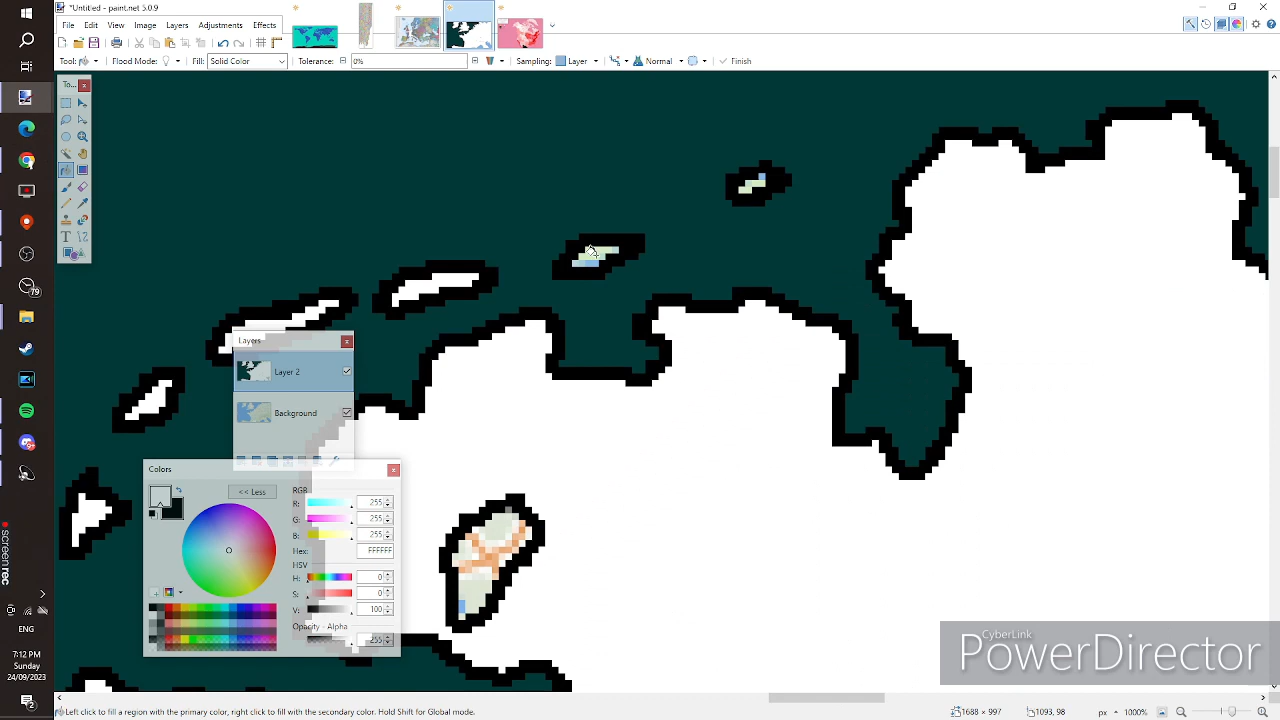 *Untitled - paint.net 5.0.9
File Edit View Image Layers Adjustments Effects
Tool: Flood Mode: Fill: Solid Color Tolerance: 0% Sampling: Layer Normal Finish
To...
Layers
Layer 2
Background
Colors
<< Less
RGB
R: 255
G: 255
B: 255
Hex: FFFFFF
HSV
H: 0
S: 0
V: 100
Opacity - Alpha
255
79
ENG
7:12 PM
Sunday
CyberLink
PowerDirector
Left click to fill a region with the primary color, right click to fill with the secondary color. Hold Shift for Global mode.
1688 × 997 1093, 98 px 1000%